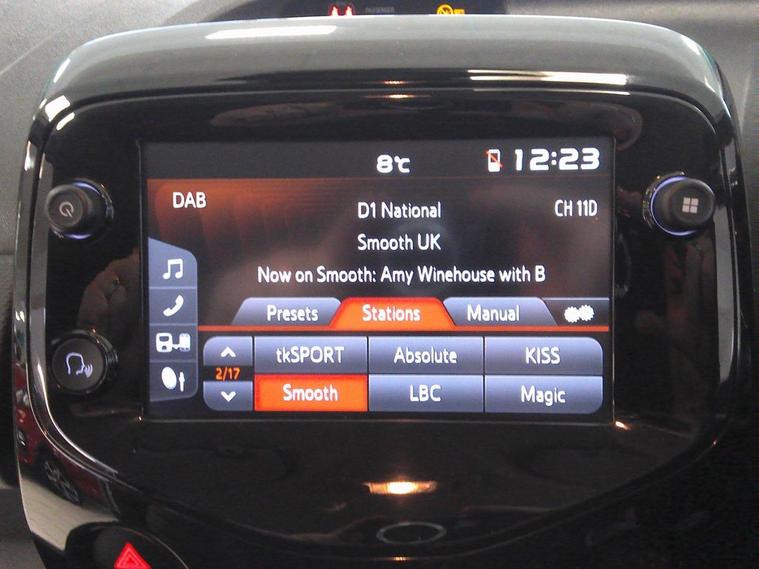 PASSENGER
8°C 12:23
DAB D1 National CH 11D
Smooth UK
Now on Smooth: Amy Winehouse with B
Presets Stations Manual
tkSPORT Absolute KISS
2/17
Smooth LBC Magic